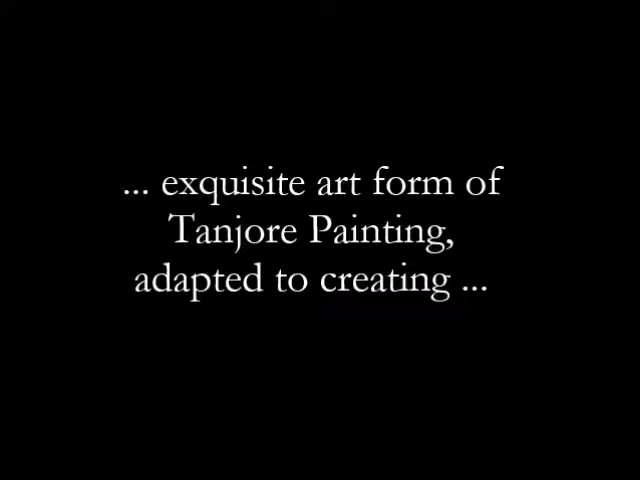 ... exquisite art form of
Tanjore Painting,
adapted to creating ...